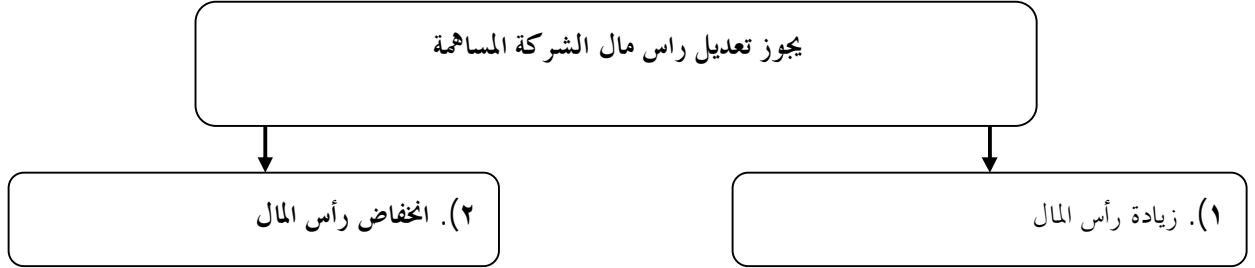 يجوز تعديل راس مال الشركة المساهمة
١). زيادة رأس المال
٢). انخفاض رأس المال